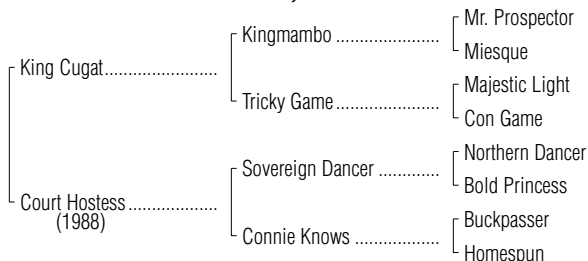 Mr. Prospector
Kingmambo ........................
Miesque
King Cugat..........................
Majestic Light
Tricky Game ........................
Con Game
Northern Dancer
Sovereign Dancer ..............
Bold Princess
Court Hostess .....................
(1988)
Buckpasser
Connie Knows ....................
Homespun